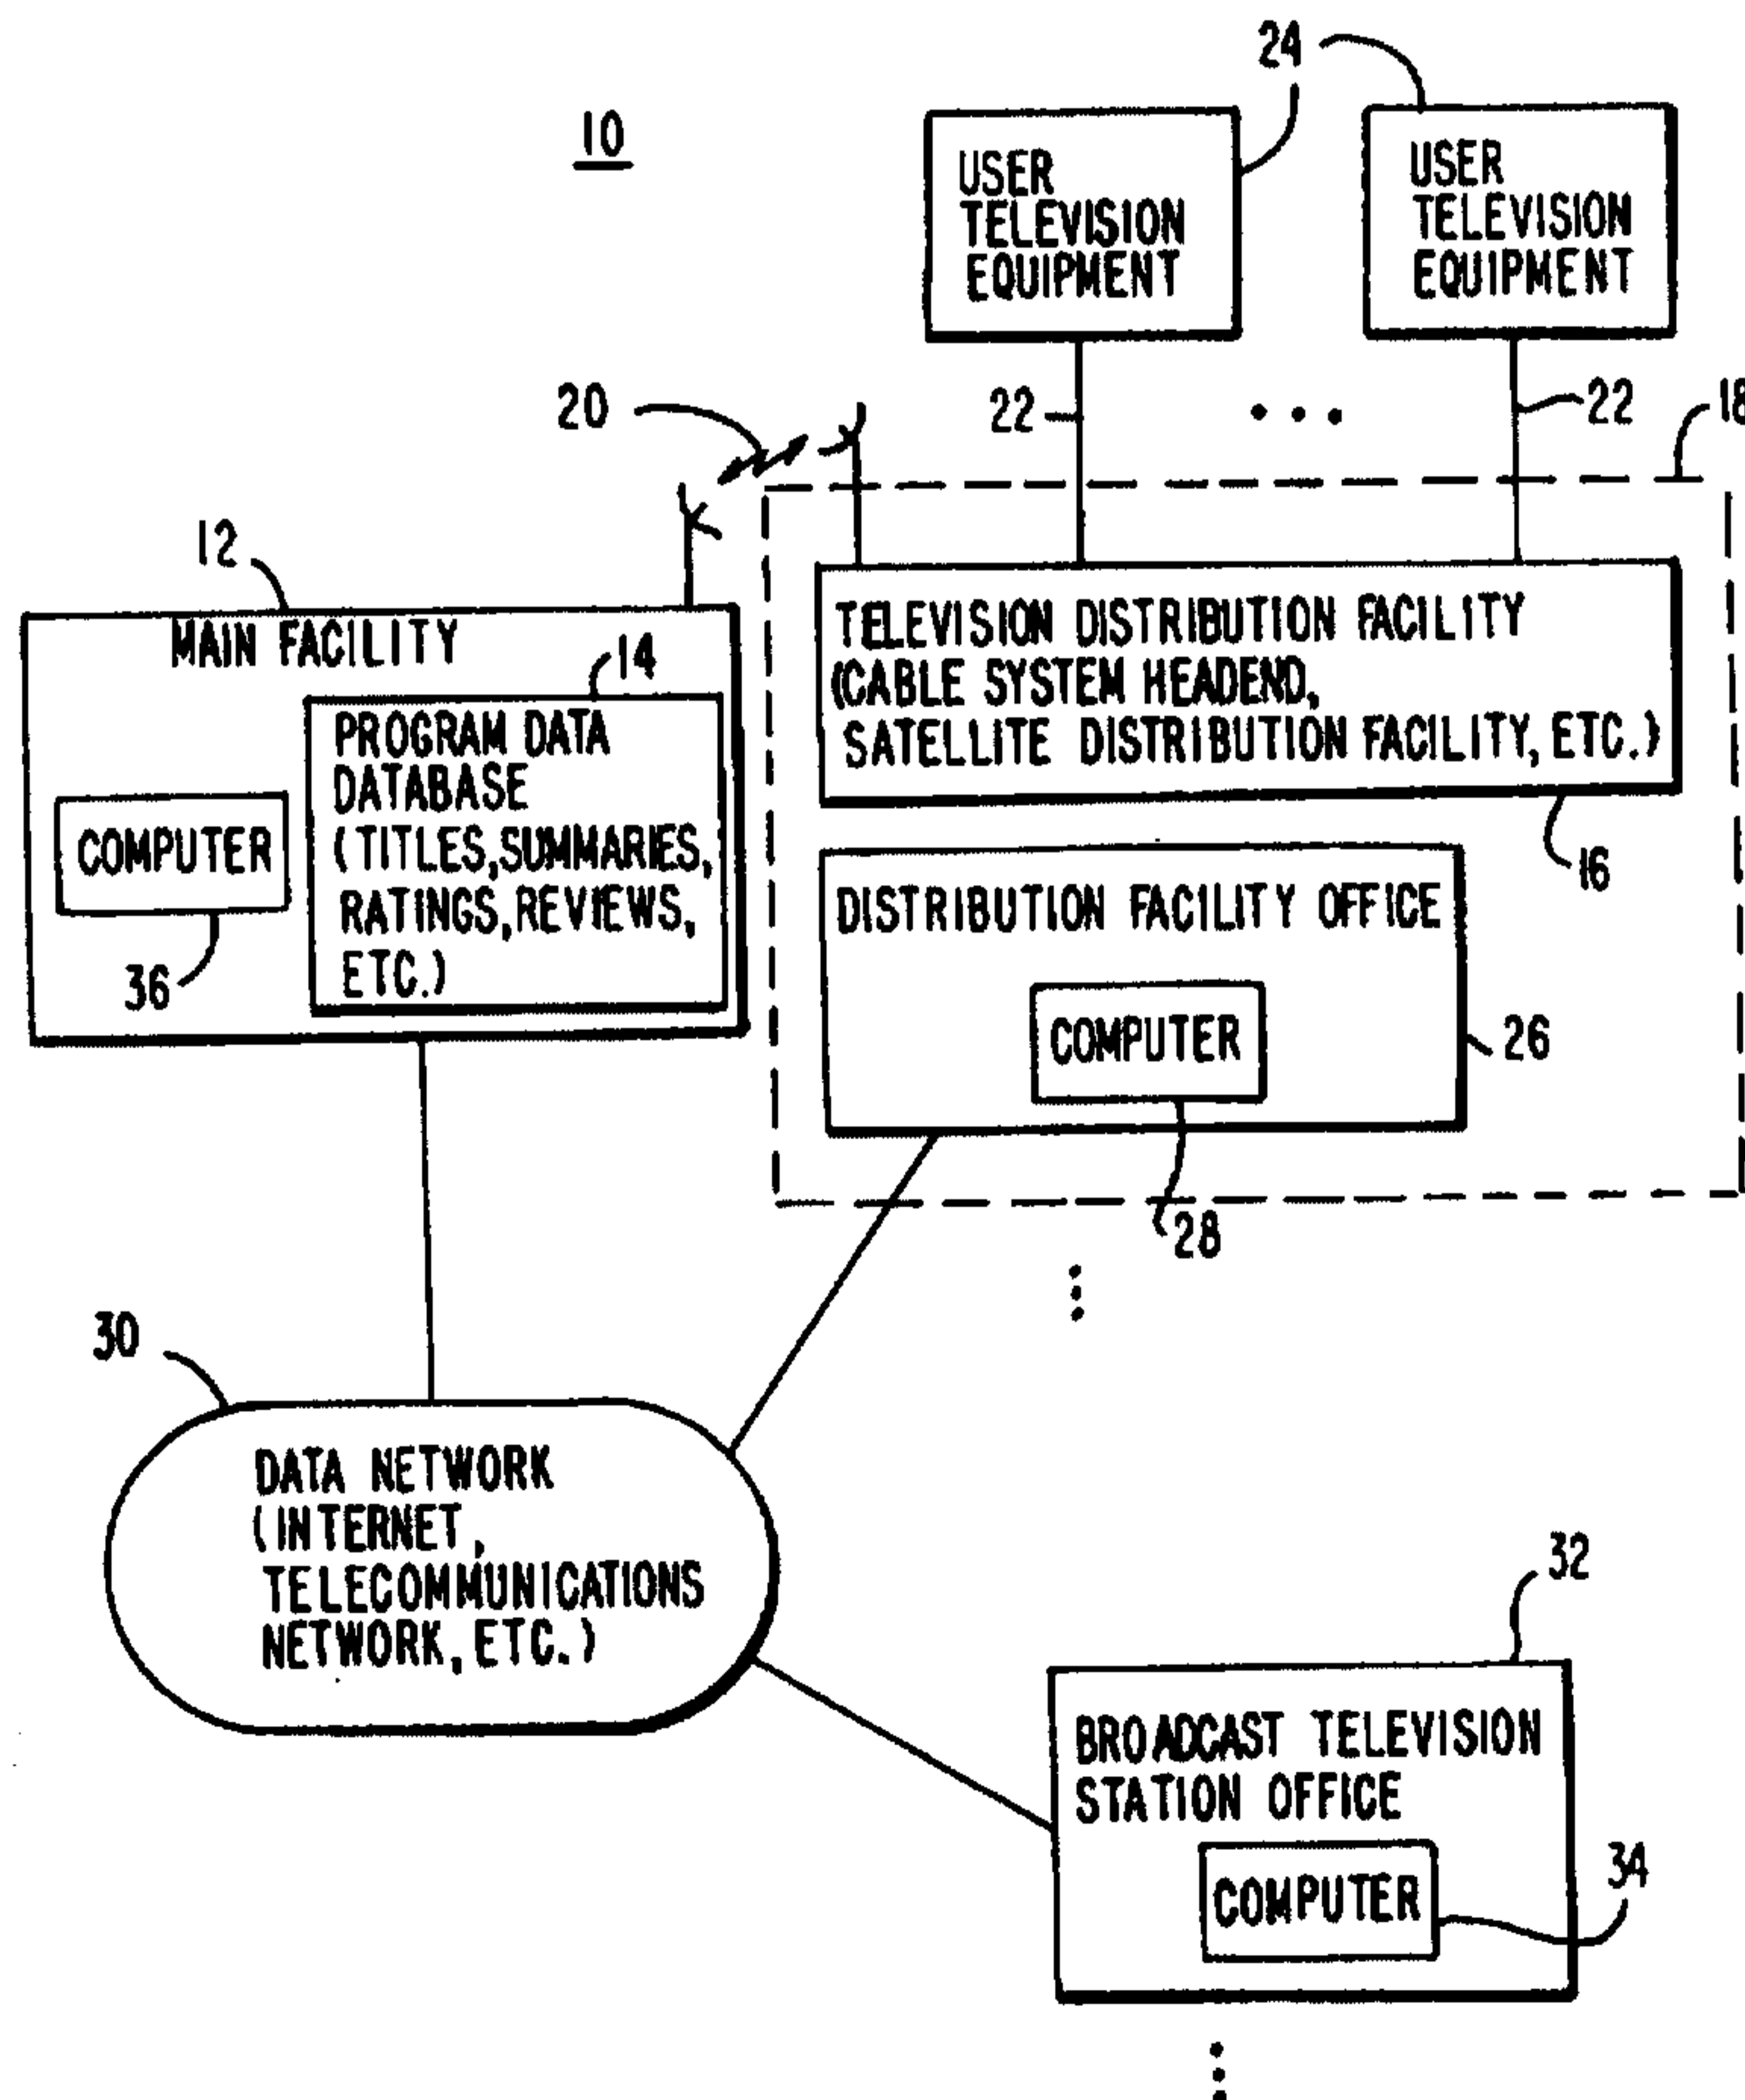 10
24
USER
TELEVISION
EQUIPMENT
USER
TELEVISION
EQUIPMENT
20
22
22
18
12
MAIN FACILITY
14
PROGRAM DATA
DATABASE
(TITLES, SUMMARIES,
RATINGS, REVIEWS,
ETC.)
COMPUTER
36
TELEVISION DISTRIBUTION FACILITY
(CABLE SYSTEM HEADEND,
SATELLITE DISTRIBUTION FACILITY, ETC.)
16
DISTRIBUTION FACILITY OFFICE
COMPUTER
26
28
30
DATA NETWORK
(INTERNET,
TELECOMMUNICATIONS
NETWORK, ETC.)
32
BROADCAST TELEVISION
STATION OFFICE
COMPUTER
34